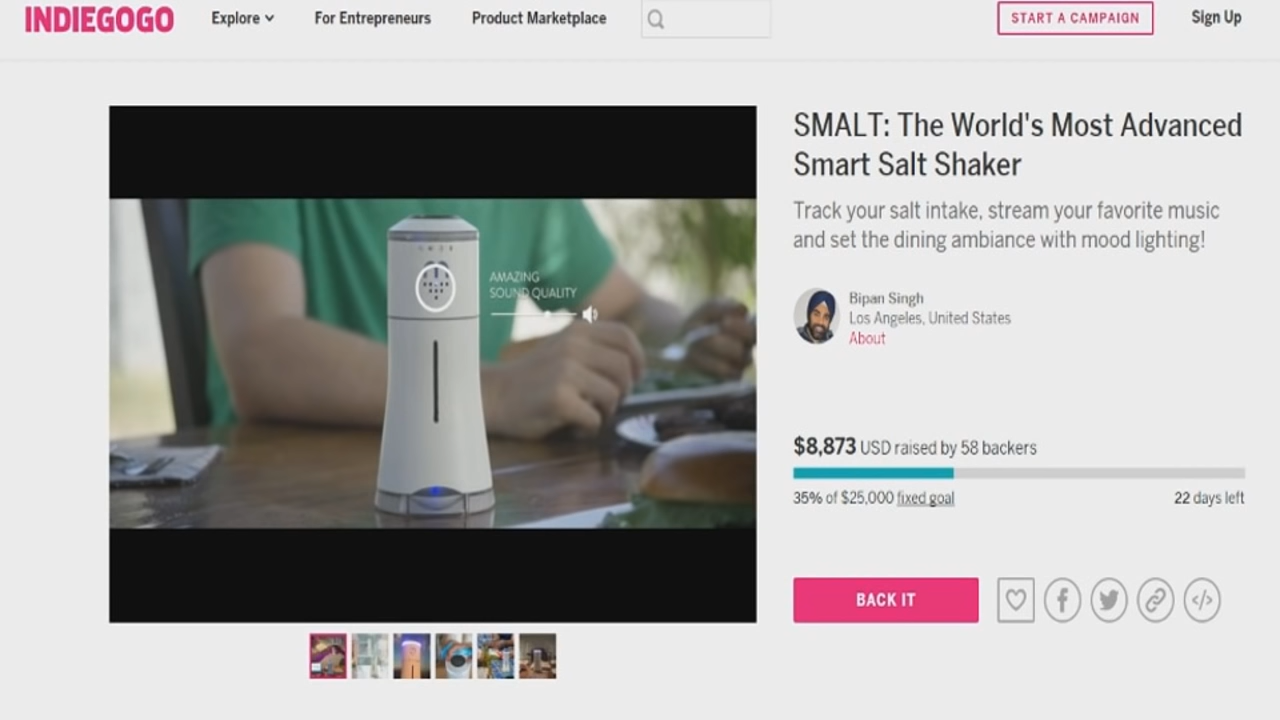 INDIEGOGO
Explore
For Entrepreneurs
Product Marketplace
START A CAMPAIGN
Sign Up
AMAZING
SOUND QUALITY
SMALT: The World's Most Advanced
Smart Salt Shaker
Track your salt intake, stream your favorite music
and set the dining ambiance with mood lighting!
Bipan Singh
Los Angeles, United States
About
$8,873 USD raised by 58 backers
35% of $25,000 fixed goal
22 days left
BACK IT